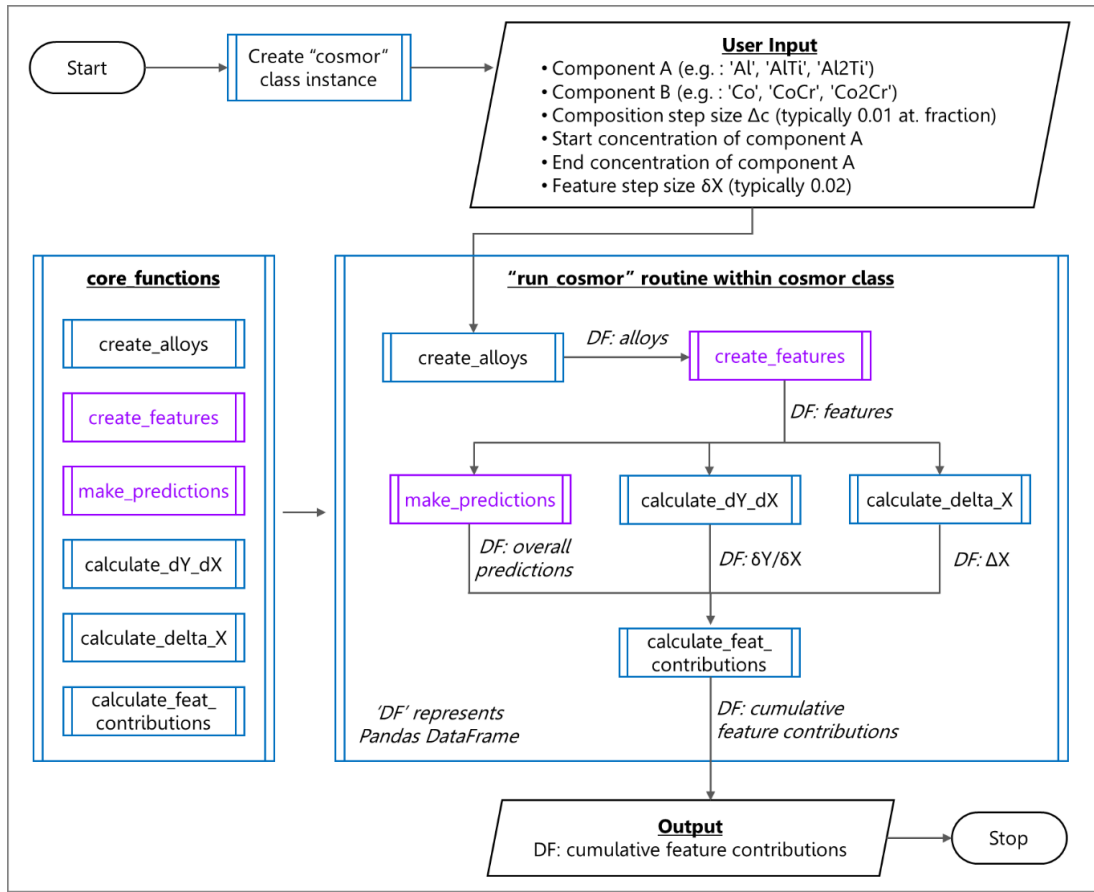 Start
Create “cosmor”
class instance
User Input
• Component A (e.g. : 'Al', 'AlTi', 'Al2Ti')
• Component B (e.g. : 'Co', 'CoCr', 'Co2Cr')
• Composition step size Δc (typically 0.01 at. fraction)
• Start concentration of component A
• End concentration of component A
• Feature step size δX (typically 0.02)
core_functions
create_alloys
create_features
make_predictions
calculate_dY_dX
calculate_delta_X
calculate_feat_
contributions
“run_cosmor” routine within cosmor class
create_alloys
DF: alloys
create_features
DF: features
make_predictions
calculate_dY_dX
calculate_delta_X
DF: overall
predictions
DF: δY/δX
DF: ΔX
calculate_feat_
contributions
‘DF’ represents
Pandas DataFrame
DF: cumulative
feature contributions
Output
DF: cumulative feature contributions
Stop